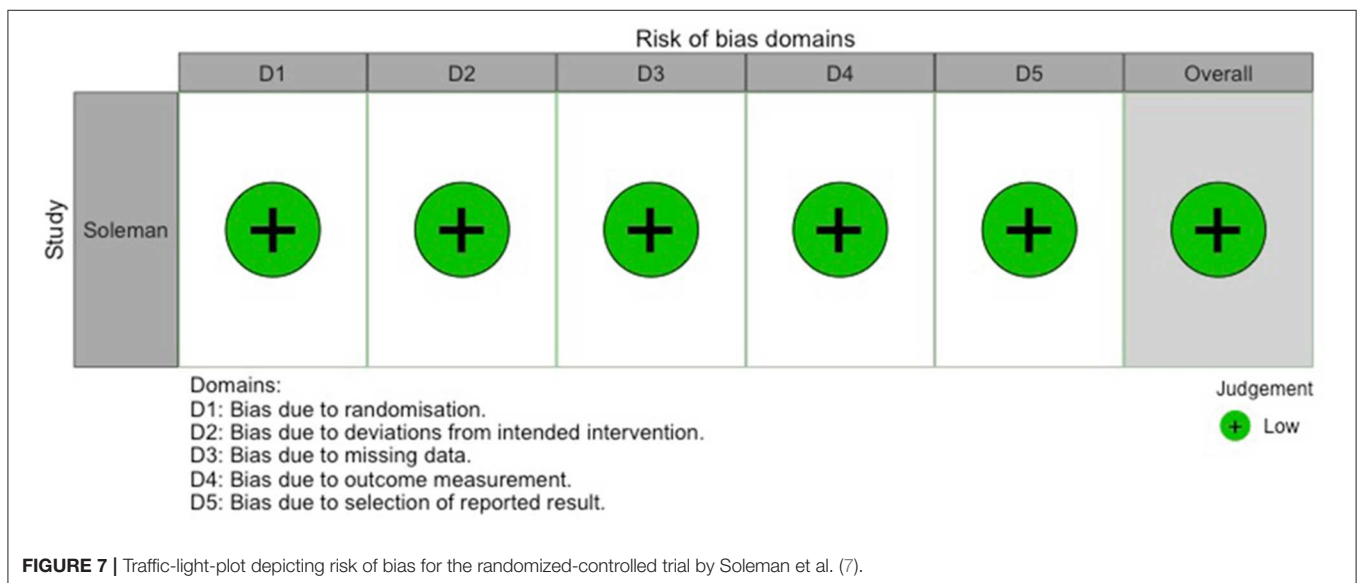 Risk of bias domains
D1 D2 D3 D4 D5 Overall
Study
Soleman + + + + + +
Domains:
D1: Bias due to randomisation.
D2: Bias due to deviations from intended intervention.
D3: Bias due to missing data.
D4: Bias due to outcome measurement.
D5: Bias due to selection of reported result.
Judgement
+ Low
FIGURE 7 | Traffic-light-plot depicting risk of bias for the randomized-controlled trial by Soleman et al. (7).